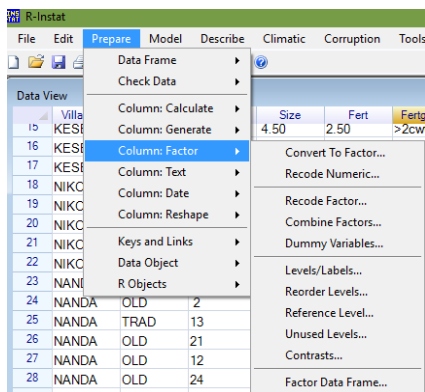 R-Instat
File Edit Prepare Model Describe Climatic Corruption Tools
Data Frame
Check Data
Column: Calculate
Column: Generate
Column: Factor
Column: Text
Column: Date
Column: Reshape
Keys and Links
Data Object
R Objects
Convert To Factor...
Recode Numeric...
Recode Factor...
Combine Factors...
Dummy Variables...
Levels/Labels...
Reorder Levels...
Reference Level...
Unused Levels...
Contrasts...
Factor Data Frame...
Data View
Size Fert
15 KESE 4.50 2.50 >2cw
16 KESE
17 KESE
18 NIKO
19 NIKO
20 NIKO
21 NIKO
22 NIKO
23 NAND
24 NANDA OLD 2
25 NANDA TRAD 13
26 NANDA OLD 21
27 NANDA OLD 12
28 NANDA OLD 24